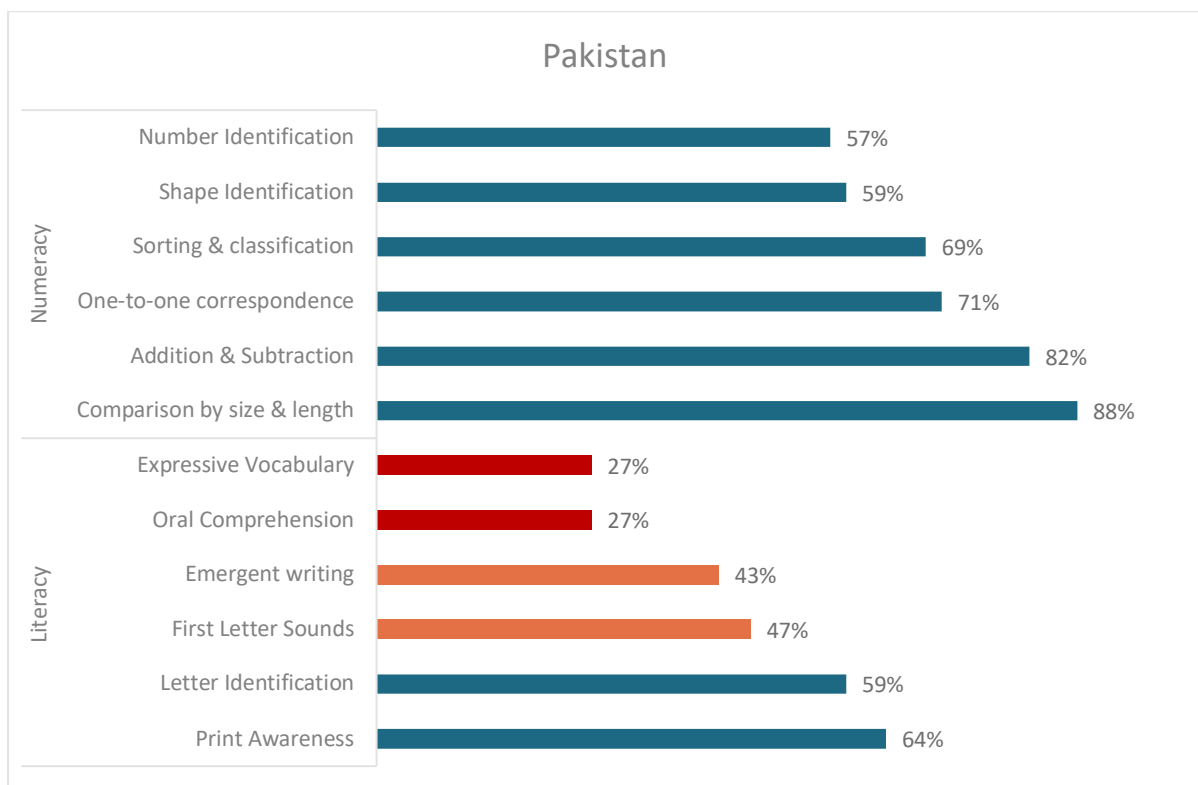 Pakistan
Numeracy
Number Identification 57%
Shape Identification 59%
Sorting & classification 69%
One-to-one correspondence 71%
Addition & Subtraction 82%
Comparison by size & length 88%
Literacy
Expressive Vocabulary 27%
Oral Comprehension 27%
Emergent writing 43%
First Letter Sounds 47%
Letter Identification 59%
Print Awareness 64%